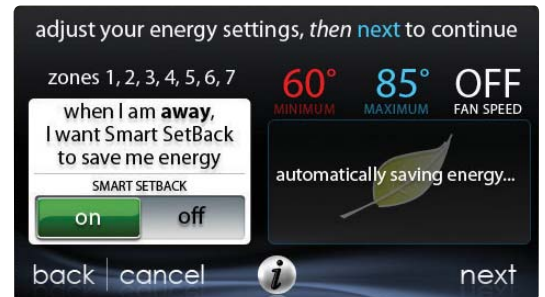 adjust your energy settings, then next to continue
zones 1, 2, 3, 4, 5, 6, 7
60° 85° OFF
MINIMUM MAXIMUM FAN SPEED
when I am away,
I want Smart SetBack
to save me energy
SMART SETBACK
on off
automatically saving energy...
back cancel i next